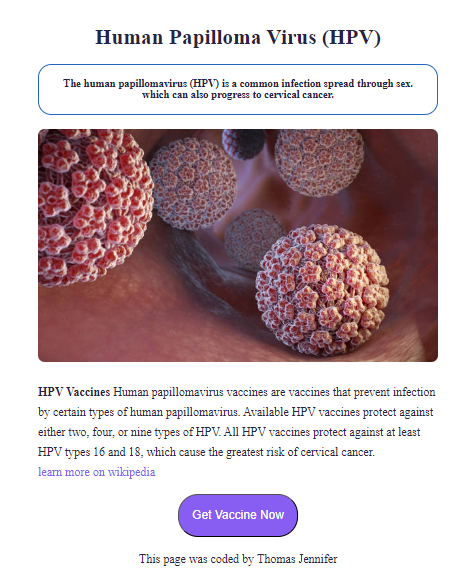 Human Papilloma Virus (HPV)
The human papillomavirus (HPV) is a common infection spread through sex.
which can also progress to cervical cancer.
HPV Vaccines Human papillomavirus vaccines are vaccines that prevent infection
by certain types of human papillomavirus. Available HPV vaccines protect against
either two, four, or nine types of HPV. All HPV vaccines protect against at least
HPV types 16 and 18, which cause the greatest risk of cervical cancer.
learn more on wikipedia
Get Vaccine Now
This page was coded by Thomas Jennifer